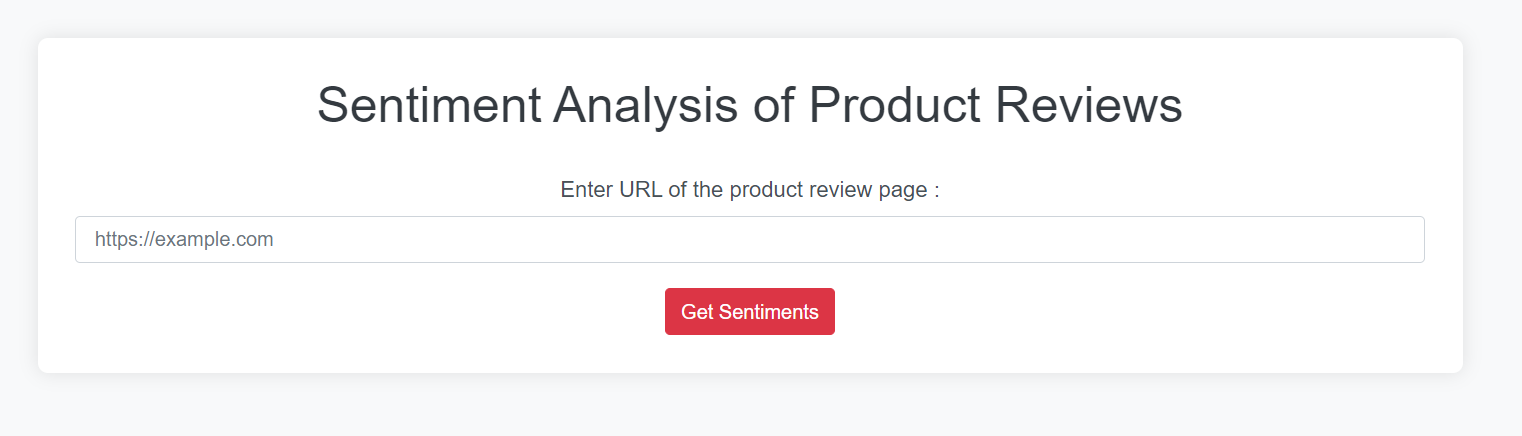 Sentiment Analysis of Product Reviews
Enter URL of the product review page :
https://example.com
Get Sentiments